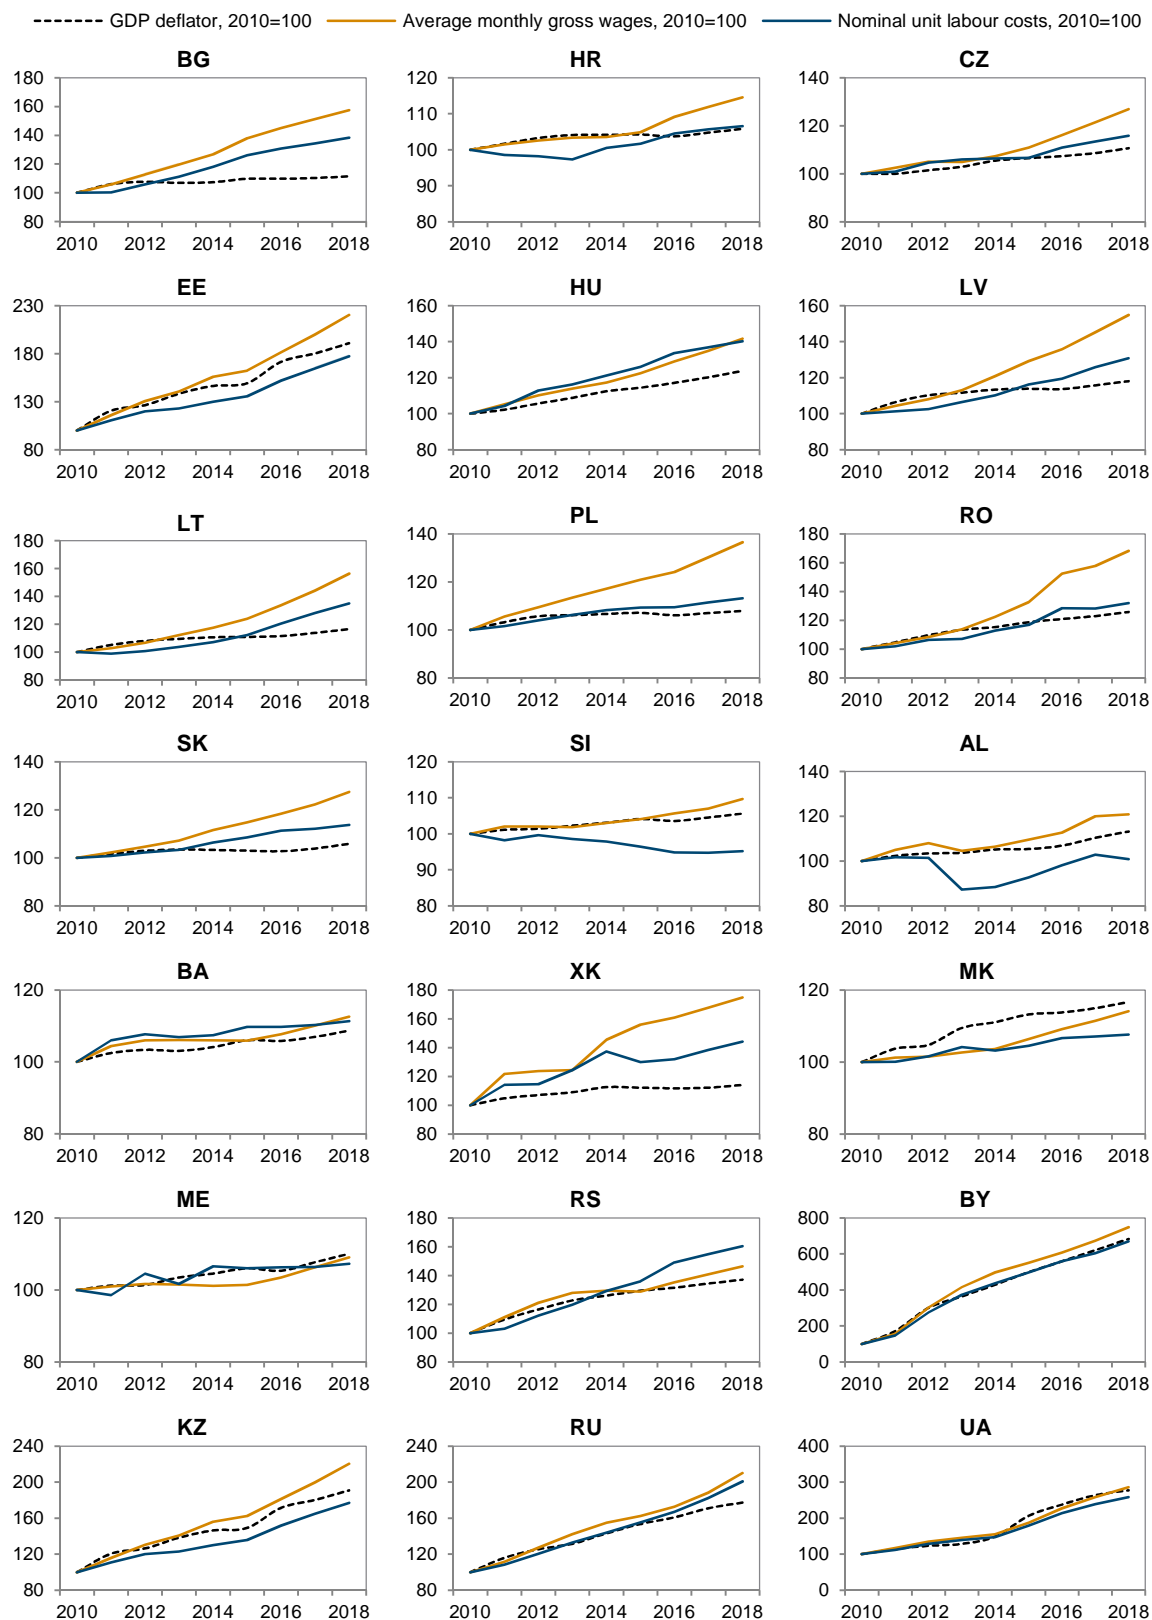 GDP deflator, 2010=100 Average monthly gross wages, 2010=100 Nominal unit labour costs, 2010=100
BG HR CZ
180 120 140
160
140 110 120
120 100 100
100 90
80 80 80
2010 2012 2014 2016 2018 2010 2012 2014 2016 2018 2010 2012 2014 2016 2018
EE HU LV
230 160 160
180 140 140
130 120 120
100 100
80 80 80
2010 2012 2014 2016 2018 2010 2012 2014 2016 2018 2010 2012 2014 2016 2018
LT PL RO
180 140 180
160 160
140 120 140
120 100 120
100 100
80 80 80
2010 2012 2014 2016 2018 2010 2012 2014 2016 2018 2010 2012 2014 2016 2018
SK SI AL
140 120 140
120 110 120
100 100 100
90
80 80 80
2010 2012 2014 2016 2018 2010 2012 2014 2016 2018 2010 2012 2014 2016 2018
BA XK MK
120 180 120
160
140
100 120 100
100
80 80 80
2010 2012 2014 2016 2018 2010 2012 2014 2016 2018 2010 2012 2014 2016 2018
ME RS BY
120 180 800
160 600
100 140 400
120 200
100
80 80 0
2010 2012 2014 2016 2018 2010 2012 2014 2016 2018 2010 2012 2014 2016 2018
KZ RU UA
240 240 400
200 200 300
160 160 200
120 120 100
80 80 0
2010 2012 2014 2016 2018 2010 2012 2014 2016 2018 2010 2012 2014 2016 2018